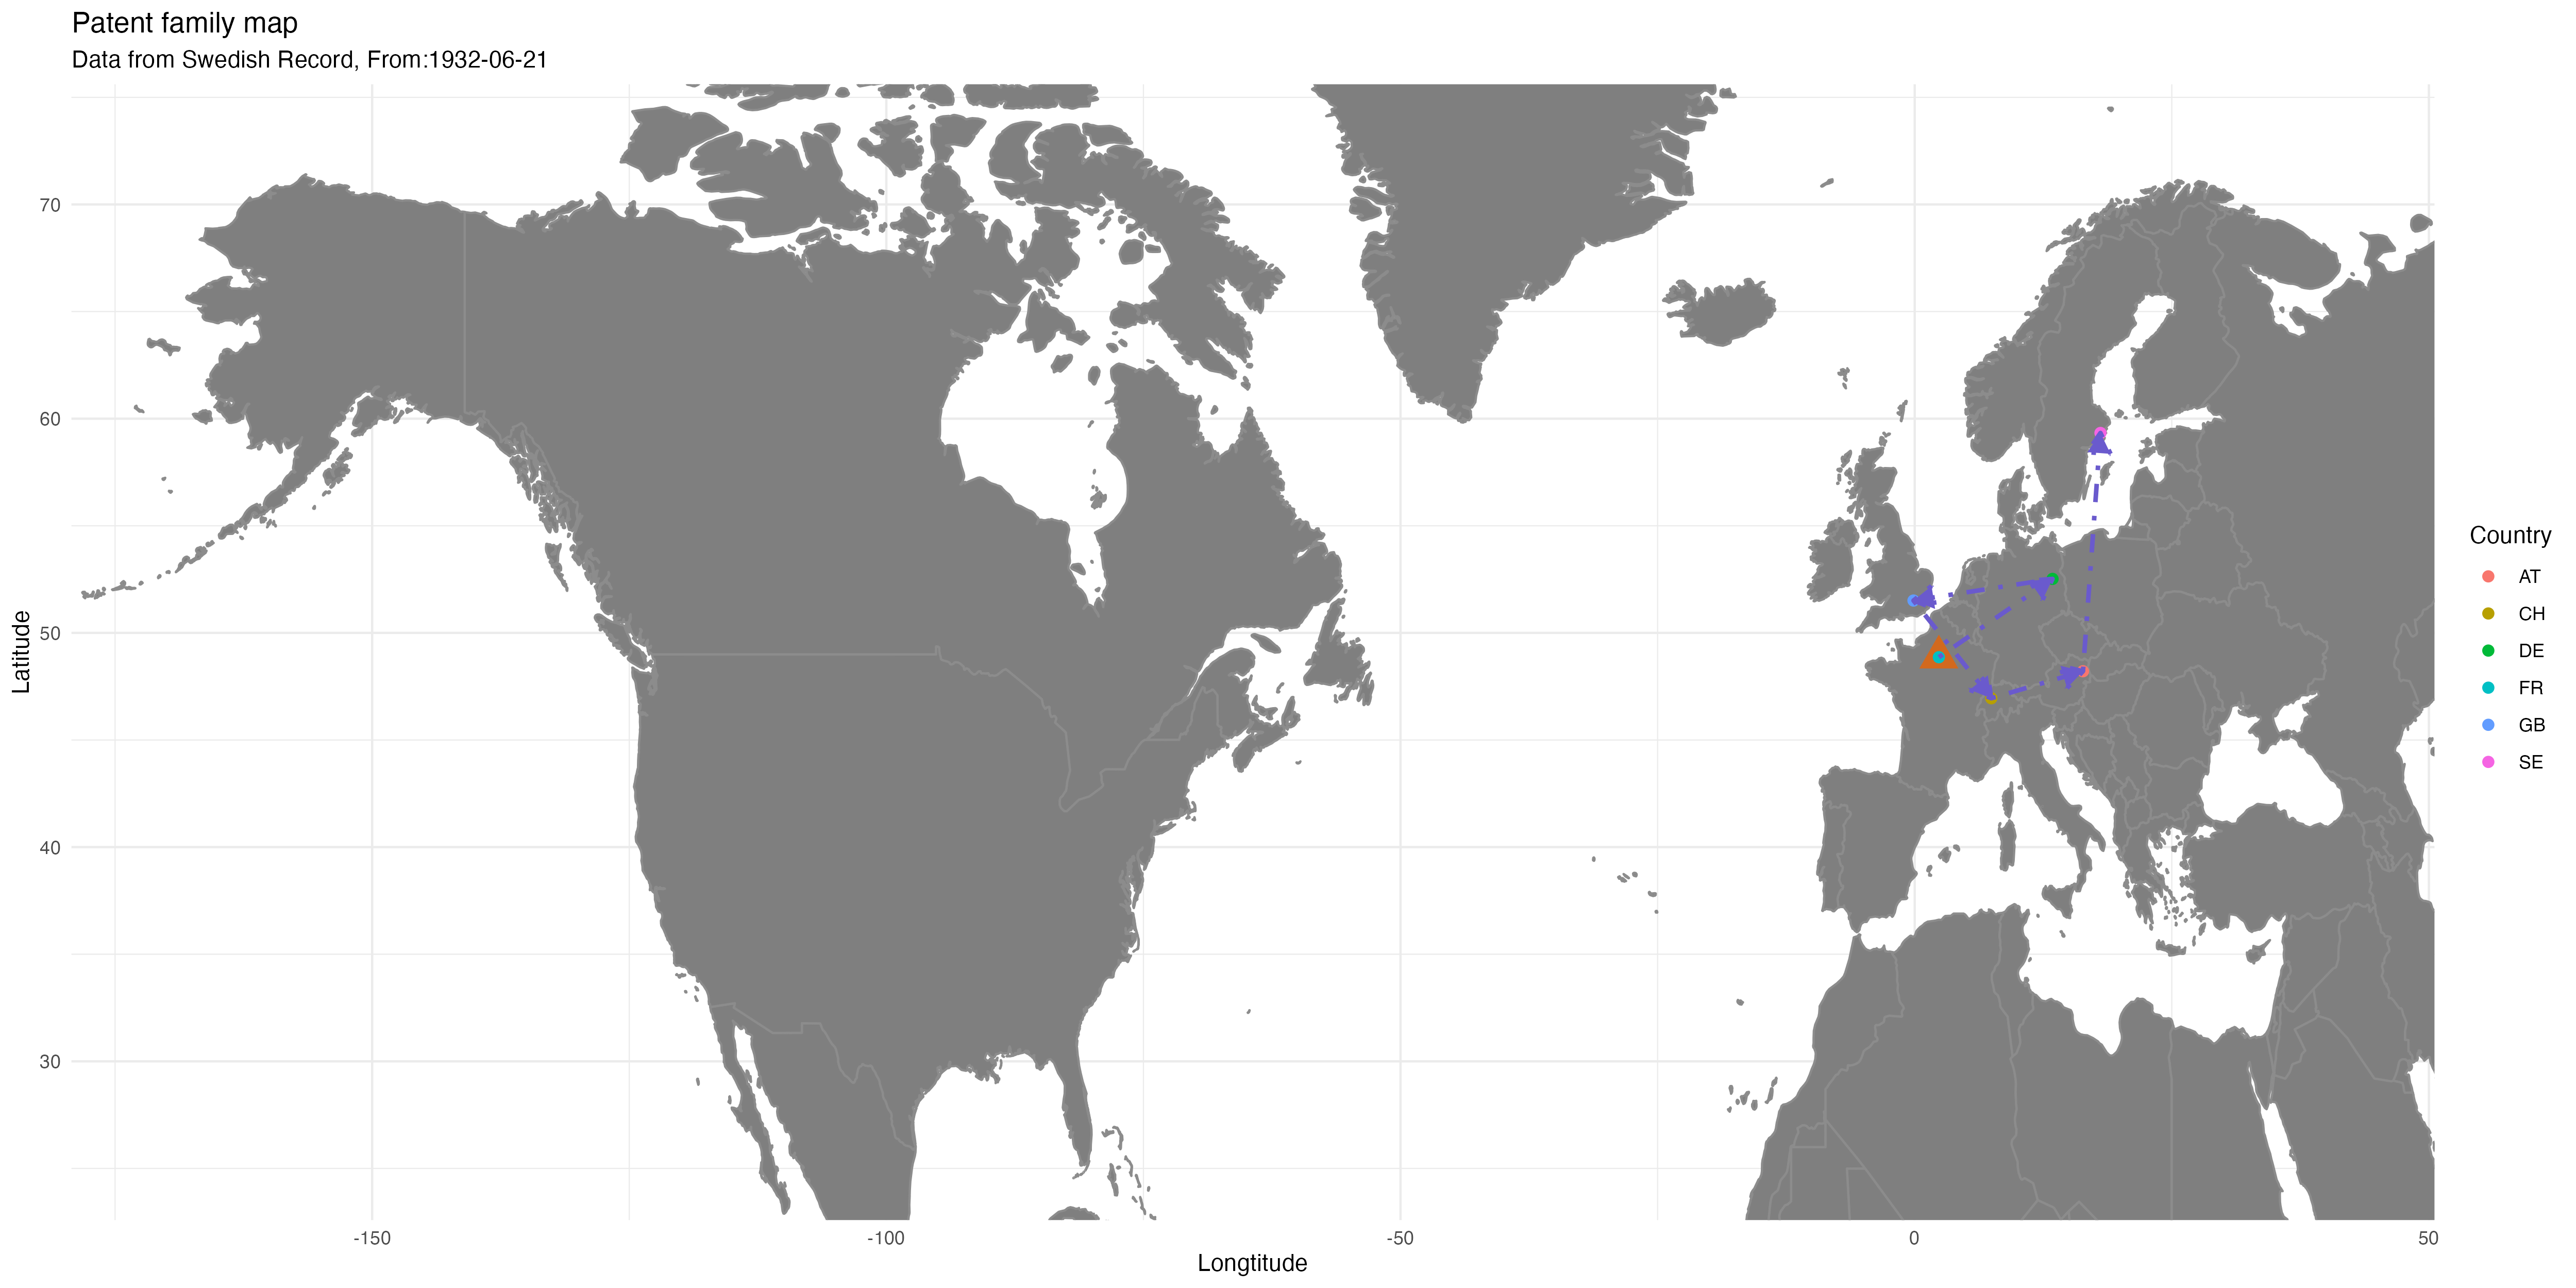 Patent family map
Data from Swedish Record, From:1932-06-21
70
60
50
40
30
Latitude
-150
-100
-50
0
50
Longtitude
Country
AT
CH
DE
FR
GB
SE